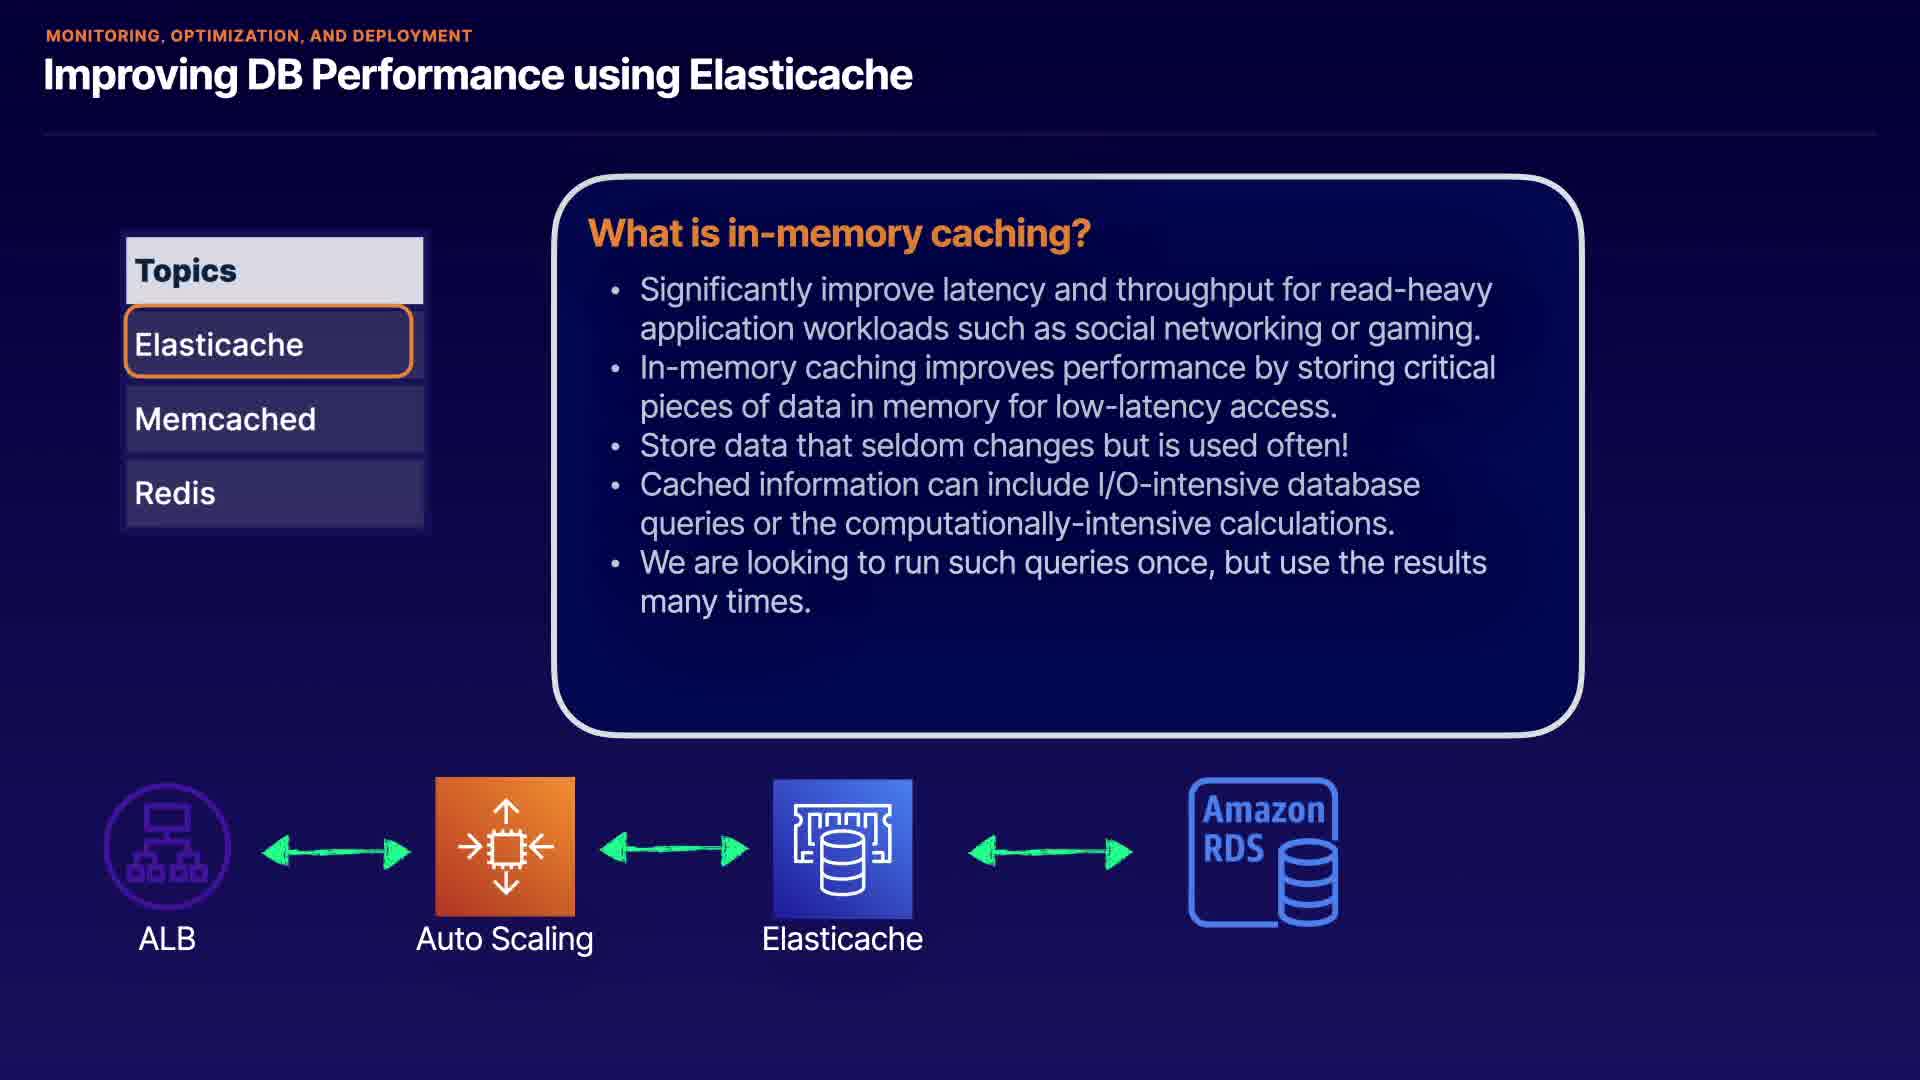 MONITORING, OPTIMIZATION, AND DEPLOYMENT
Improving DB Performance using Elasticache
Topics
Elasticache
Memcached
Redis
What is in-memory caching?
• Significantly improve latency and throughput for read-heavy
application workloads such as social networking or gaming.
• In-memory caching improves performance by storing critical
pieces of data in memory for low-latency access.
• Store data that seldom changes but is used often!
• Cached information can include I/O-intensive database
queries or the computationally-intensive calculations.
• We are looking to run such queries once, but use the results
many times.
Amazon
RDS
ALB
Auto Scaling
Elasticache